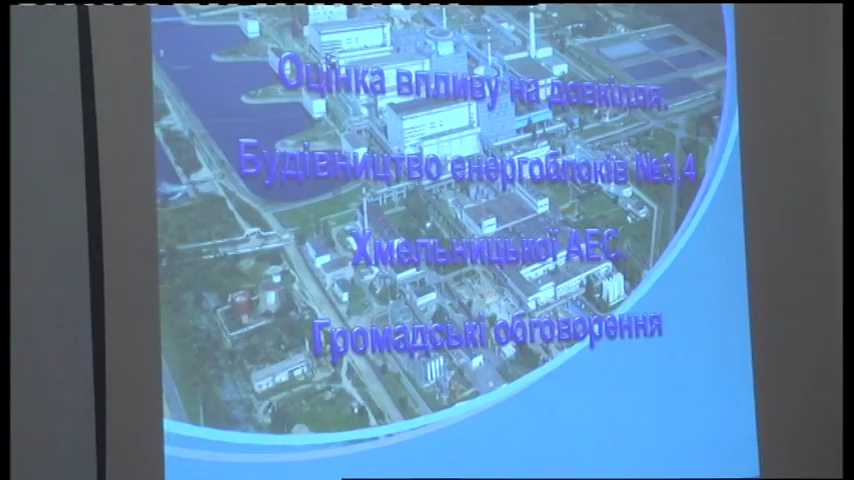 Оцінка впливу на довкілля.
Будівництво енергоблоків №3,4
Хмельницької АЕС
Громадські обговорення